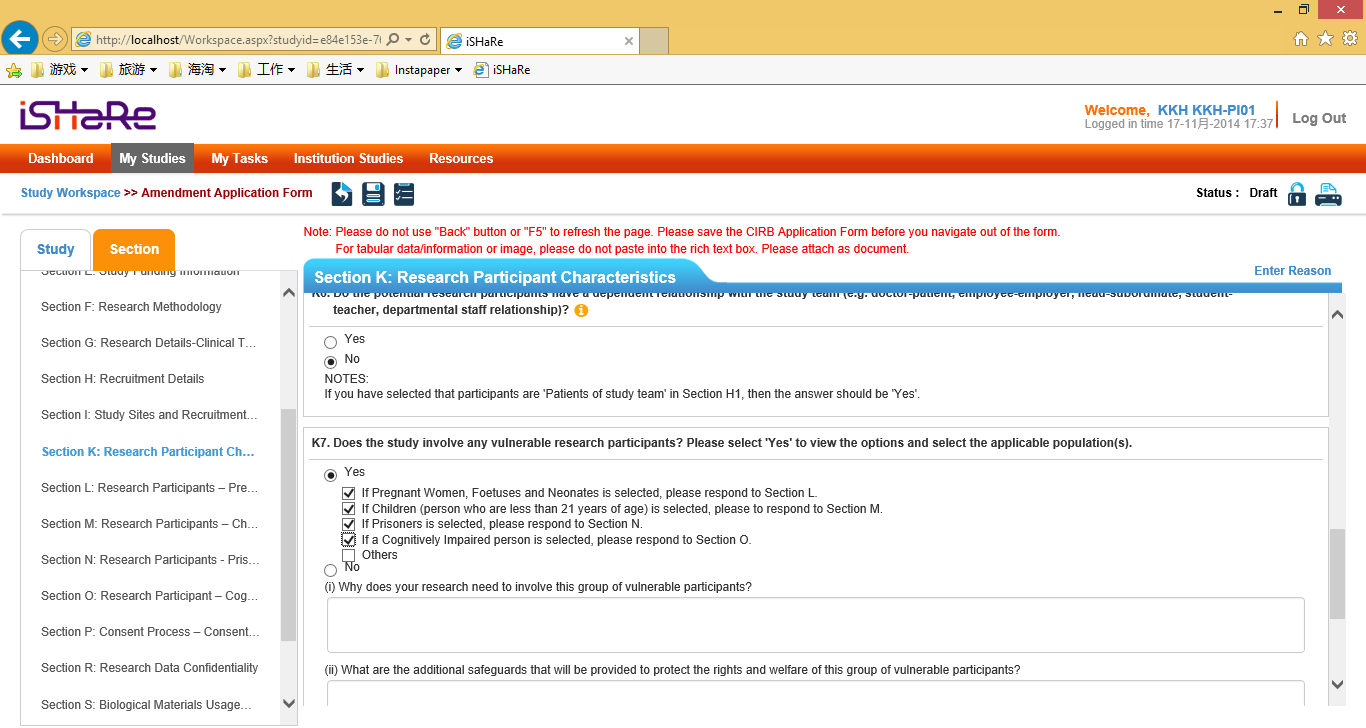 http://localhost/Workspace.aspx?studyid=e84e153e-7
iSHaRe
游戏 旅游 海淘 工作 生活 Instapaper iSHaRe
iSHaRe
Welcome, KKH KKH-PI01
Logged in time 17-11月-2014 17:37
Log Out
Dashboard My Studies My Tasks Institution Studies Resources
Study Workspace >> Amendment Application Form
Status : Draft
Note: Please do not use "Back" button or "F5" to refresh the page. Please save the CIRB Application Form before you navigate out of the form.
For tabular data/information or image, please do not paste into the rich text box. Please attach as document.
Study Section
Section E: Study Funding Information
Section F: Research Methodology
Section G: Research Details-Clinical T...
Section H: Recruitment Details
Section I: Study Sites and Recruitment...
Section K: Research Participant Ch...
Section L: Research Participants – Pre...
Section M: Research Participants – Ch...
Section N: Research Participants - Pris...
Section O: Research Participant – Cog...
Section P: Consent Process – Consent...
Section R: Research Data Confidentiality
Section S: Biological Materials Usage...
Section K: Research Participant Characteristics
Enter Reason
K6. Do the potential research participants have a dependent relationship with the study team (e.g. doctor-patient, employee-employer, head-subordinate, student-
teacher, departmental staff relationship)?
Yes
No
NOTES:
If you have selected that participants are 'Patients of study team' in Section H1, then the answer should be 'Yes'.
K7. Does the study involve any vulnerable research participants? Please select 'Yes' to view the options and select the applicable population(s).
Yes
If Pregnant Women, Foetuses and Neonates is selected, please respond to Section L.
If Children (person who are less than 21 years of age) is selected, please to respond to Section M.
If Prisoners is selected, please respond to Section N.
If a Cognitively Impaired person is selected, please respond to Section O.
Others
No
(i) Why does your research need to involve this group of vulnerable participants?
(ii) What are the additional safeguards that will be provided to protect the rights and welfare of this group of vulnerable participants?